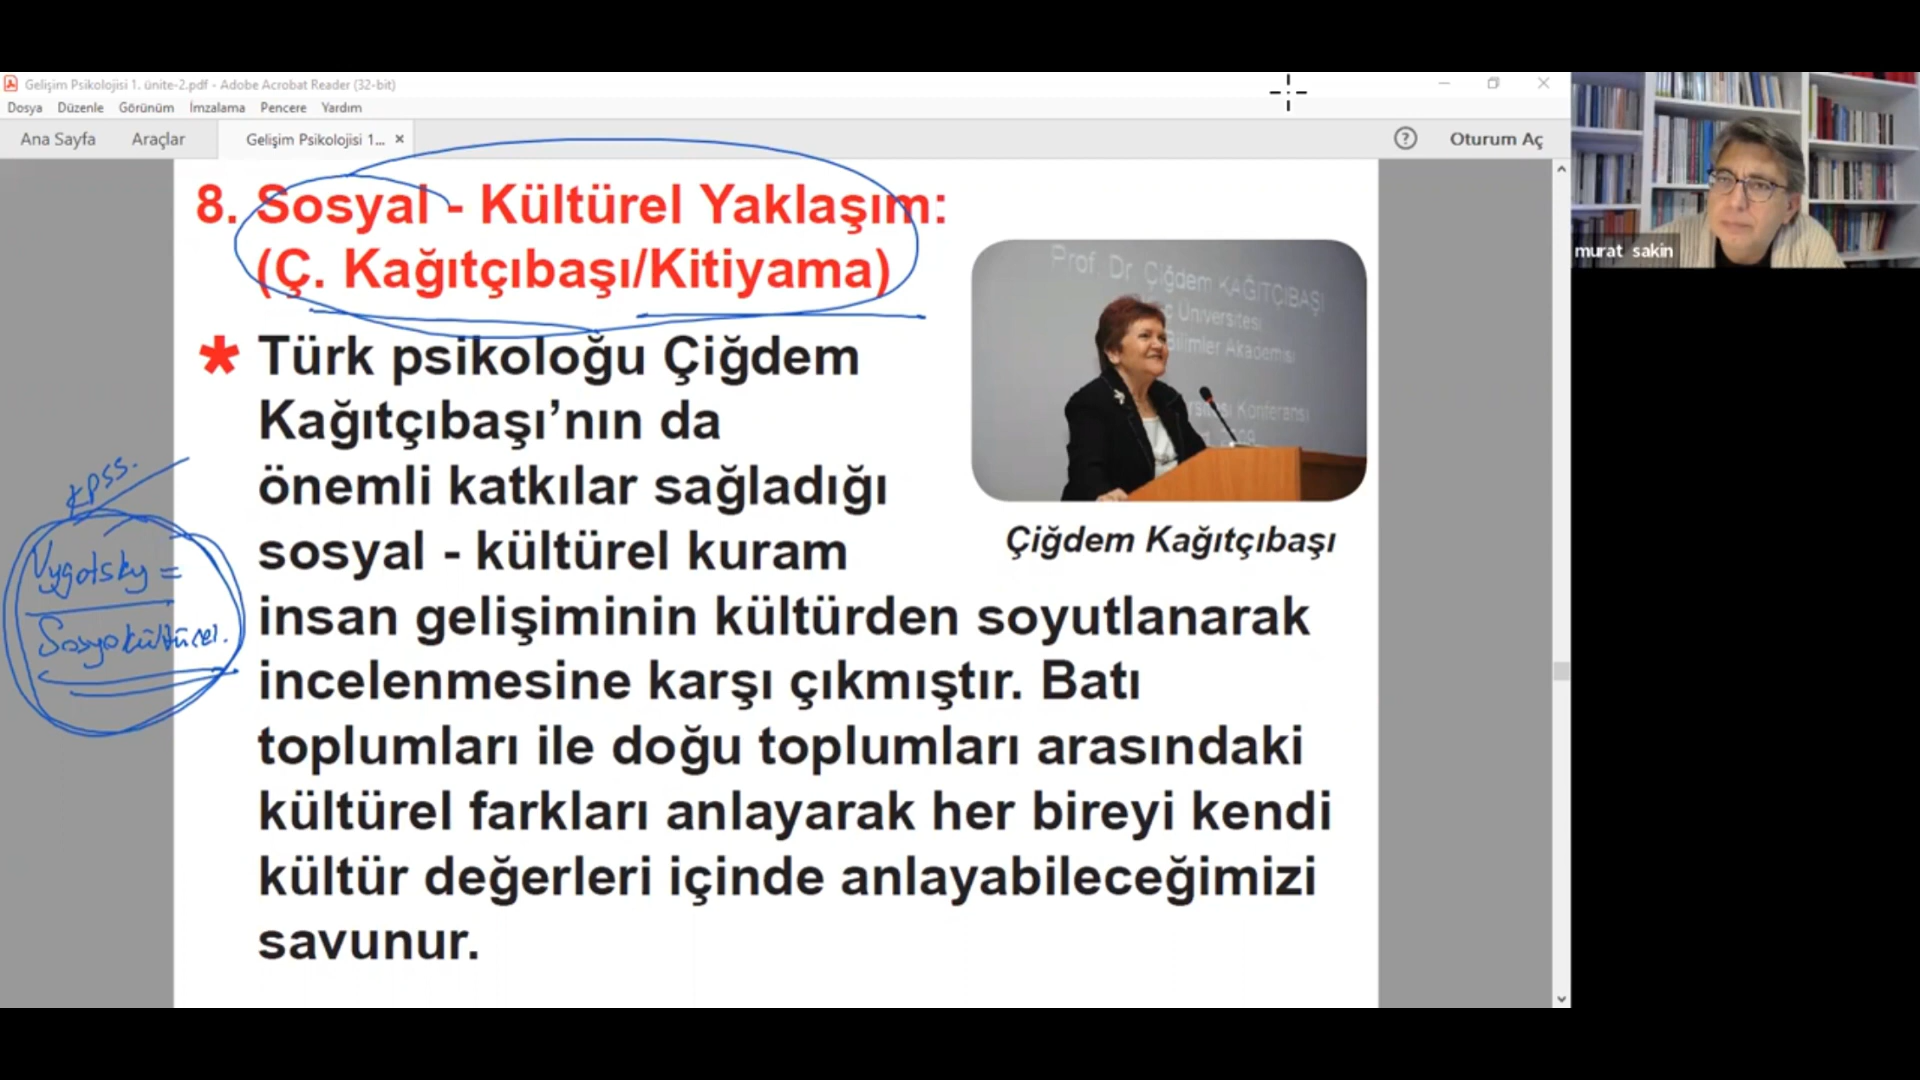 Gelişim Psikolojisi 1. ünite-2.pdf - Adobe Acrobat Reader (32-bit)
Dosya Düzenle Görünüm İmzalama Pencere Yardım
Ana Sayfa Araçlar Gelişim Psikolojisi 1... × ? Oturum Aç
8. Sosyal - Kültürel Yaklaşım:
(Ç. Kağıtçıbaşı/Kitiyama)
* Türk psikoloğu Çiğdem
Kağıtçıbaşı’nın da
önemli katkılar sağladığı
sosyal - kültürel kuram
insan gelişiminin kültürden soyutlanarak
incelenmesine karşı çıkmıştır. Batı
toplumları ile doğu toplumları arasındaki
kültürel farkları anlayarak her bireyi kendi
kültür değerleri içinde anlayabileceğimizi
savunur.
Prof. Dr. Çiğdem KAĞITÇIBAŞI
Üniversitesi
Bilimler Akademisi
Konferansı
Çiğdem Kağıtçıbaşı
KPSS.
Vygotsky =
Sosyokültürel.
murat sakin